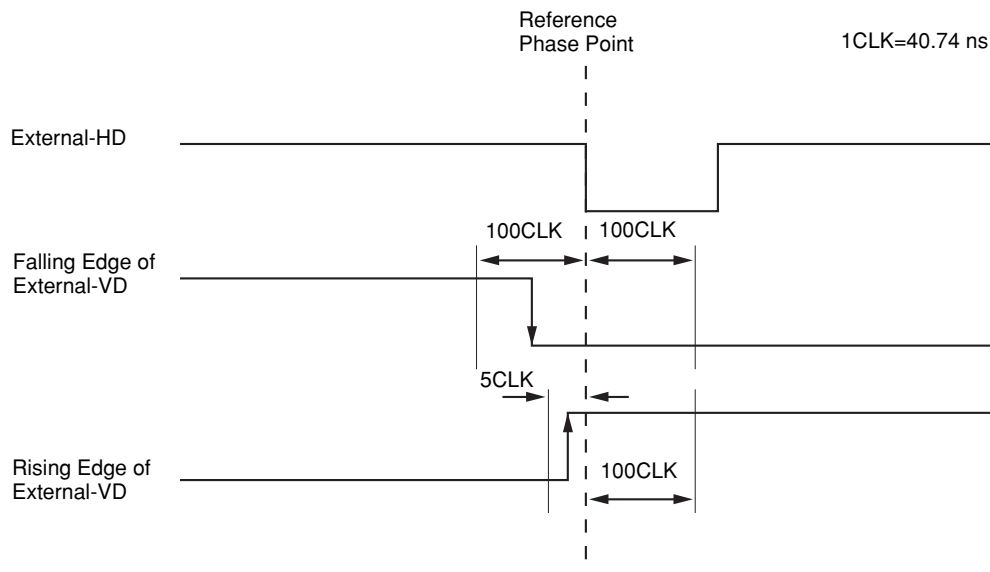 Reference
Phase Point
1CLK=40.74 ns
External-HD
100CLK
100CLK
Falling Edge of
External-VD
5CLK
Rising Edge of
External-VD
100CLK